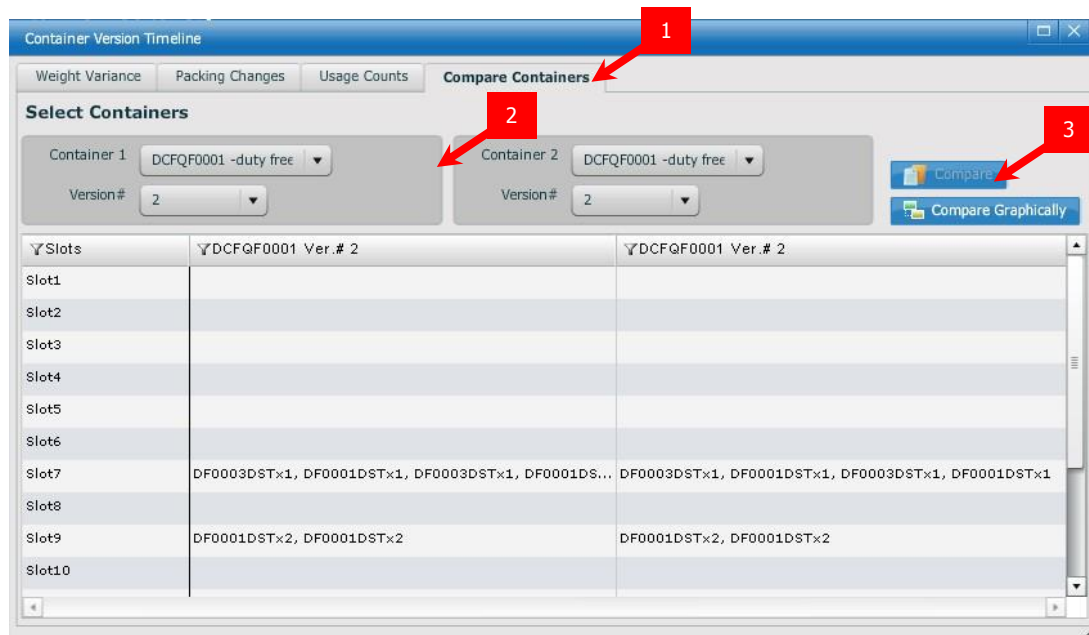 Container Version Timeline
1
Weight Variance Packing Changes Usage Counts Compare Containers
Select Containers
2
3
Container 1 DCFQF0001 -duty free Container 2 DCFQF0001 -duty free
Compare
Version# 2 Version# 2
Compare Graphically
Slots DCFQF0001 Ver.# 2 DCFQF0001 Ver.# 2
Slot1
Slot2
Slot3
Slot4
Slot5
Slot6
Slot7 DF0003DSTx1, DF0001DSTx1, DF0003DSTx1, DF0001DS... DF0003DSTx1, DF0001DSTx1, DF0003DSTx1, DF0001DSTx1
Slot8
Slot9 DF0001DSTx2, DF0001DSTx2 DF0001DSTx2, DF0001DSTx2
Slot10